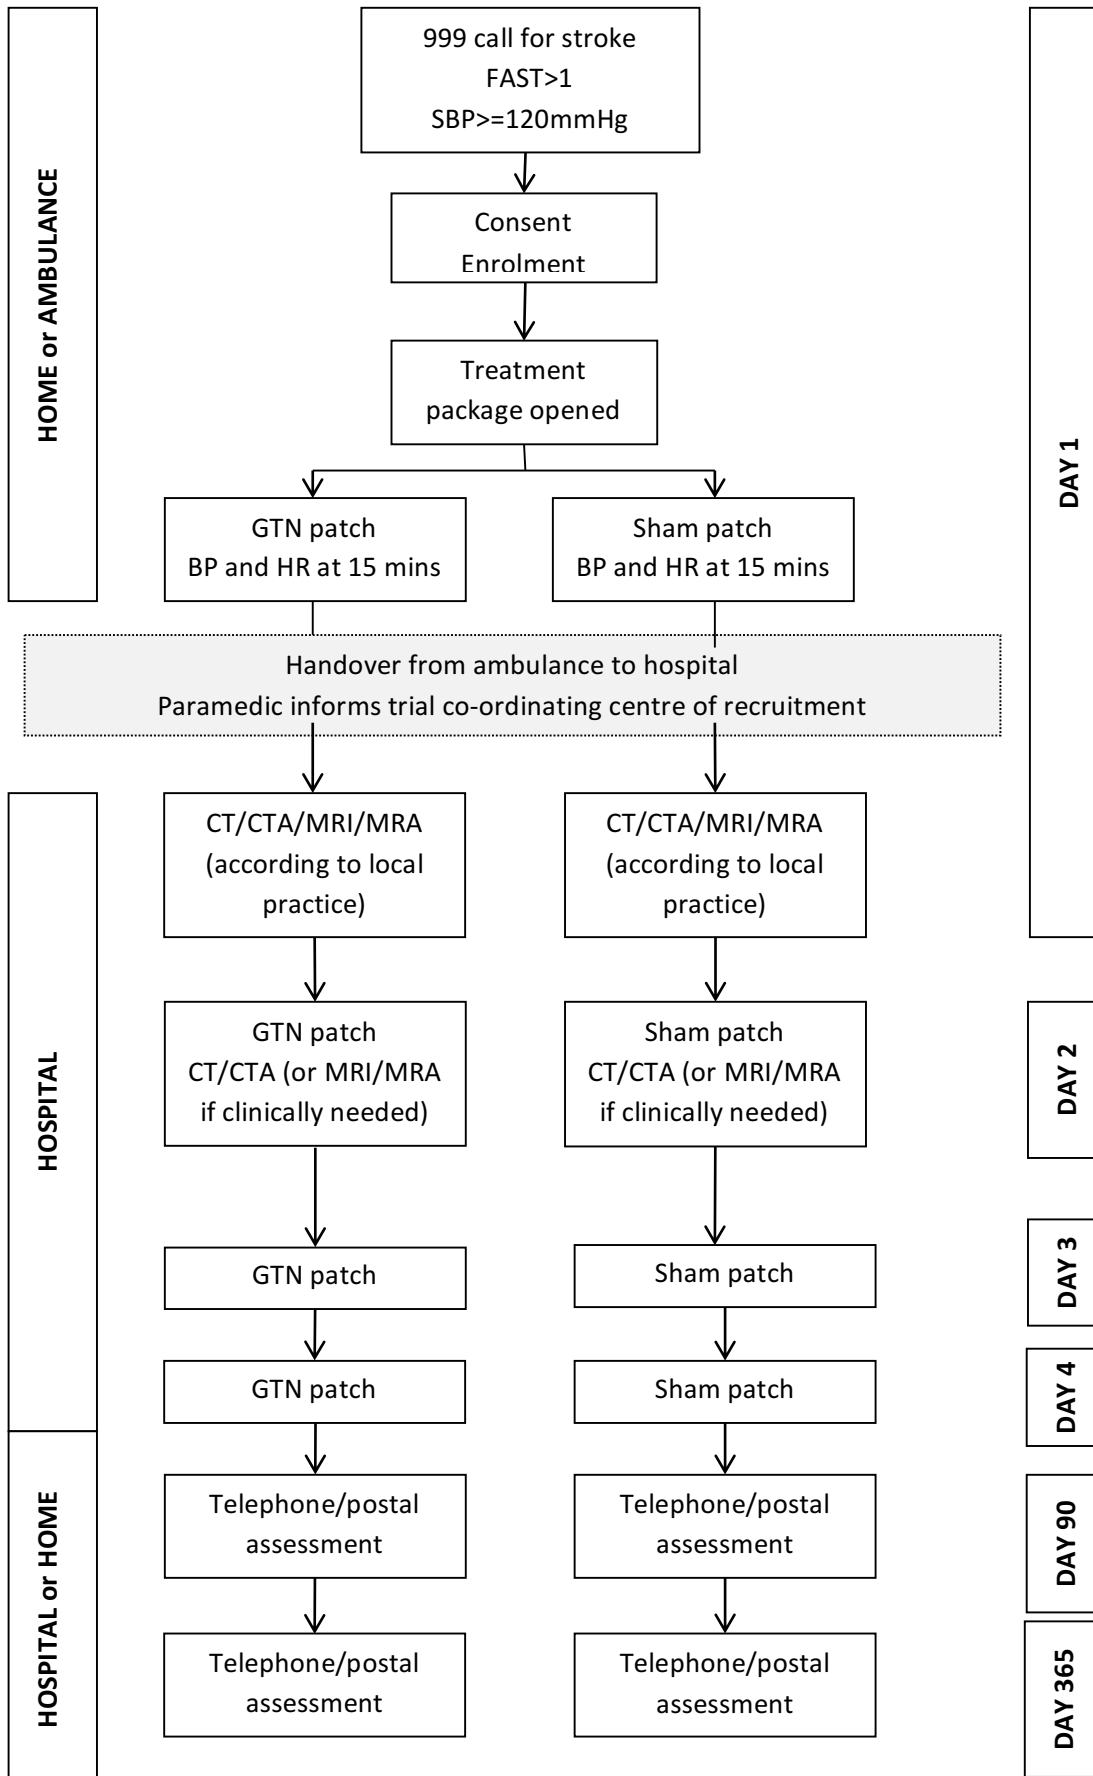 999 call for stroke
FAST>1
SBP>=120mmHg
HOME or AMBULANCE
DAY 1
Consent
Enrolment
Treatment
package opened
GTN patch
BP and HR at 15 mins
Sham patch
BP and HR at 15 mins
Handover from ambulance to hospital
Paramedic informs trial co-ordinating centre of recruitment
HOSPITAL
CT/CTA/MRI/MRA
(according to local
practice)
CT/CTA/MRI/MRA
(according to local
practice)
GTN patch
CT/CTA (or MRI/MRA
if clinically needed)
Sham patch
CT/CTA (or MRI/MRA
if clinically needed)
DAY 2
GTN patch
Sham patch
DAY 3
GTN patch
Sham patch
DAY 4
HOSPITAL or HOME
Telephone/postal
assessment
Telephone/postal
assessment
DAY 90
Telephone/postal
assessment
Telephone/postal
assessment
DAY 365